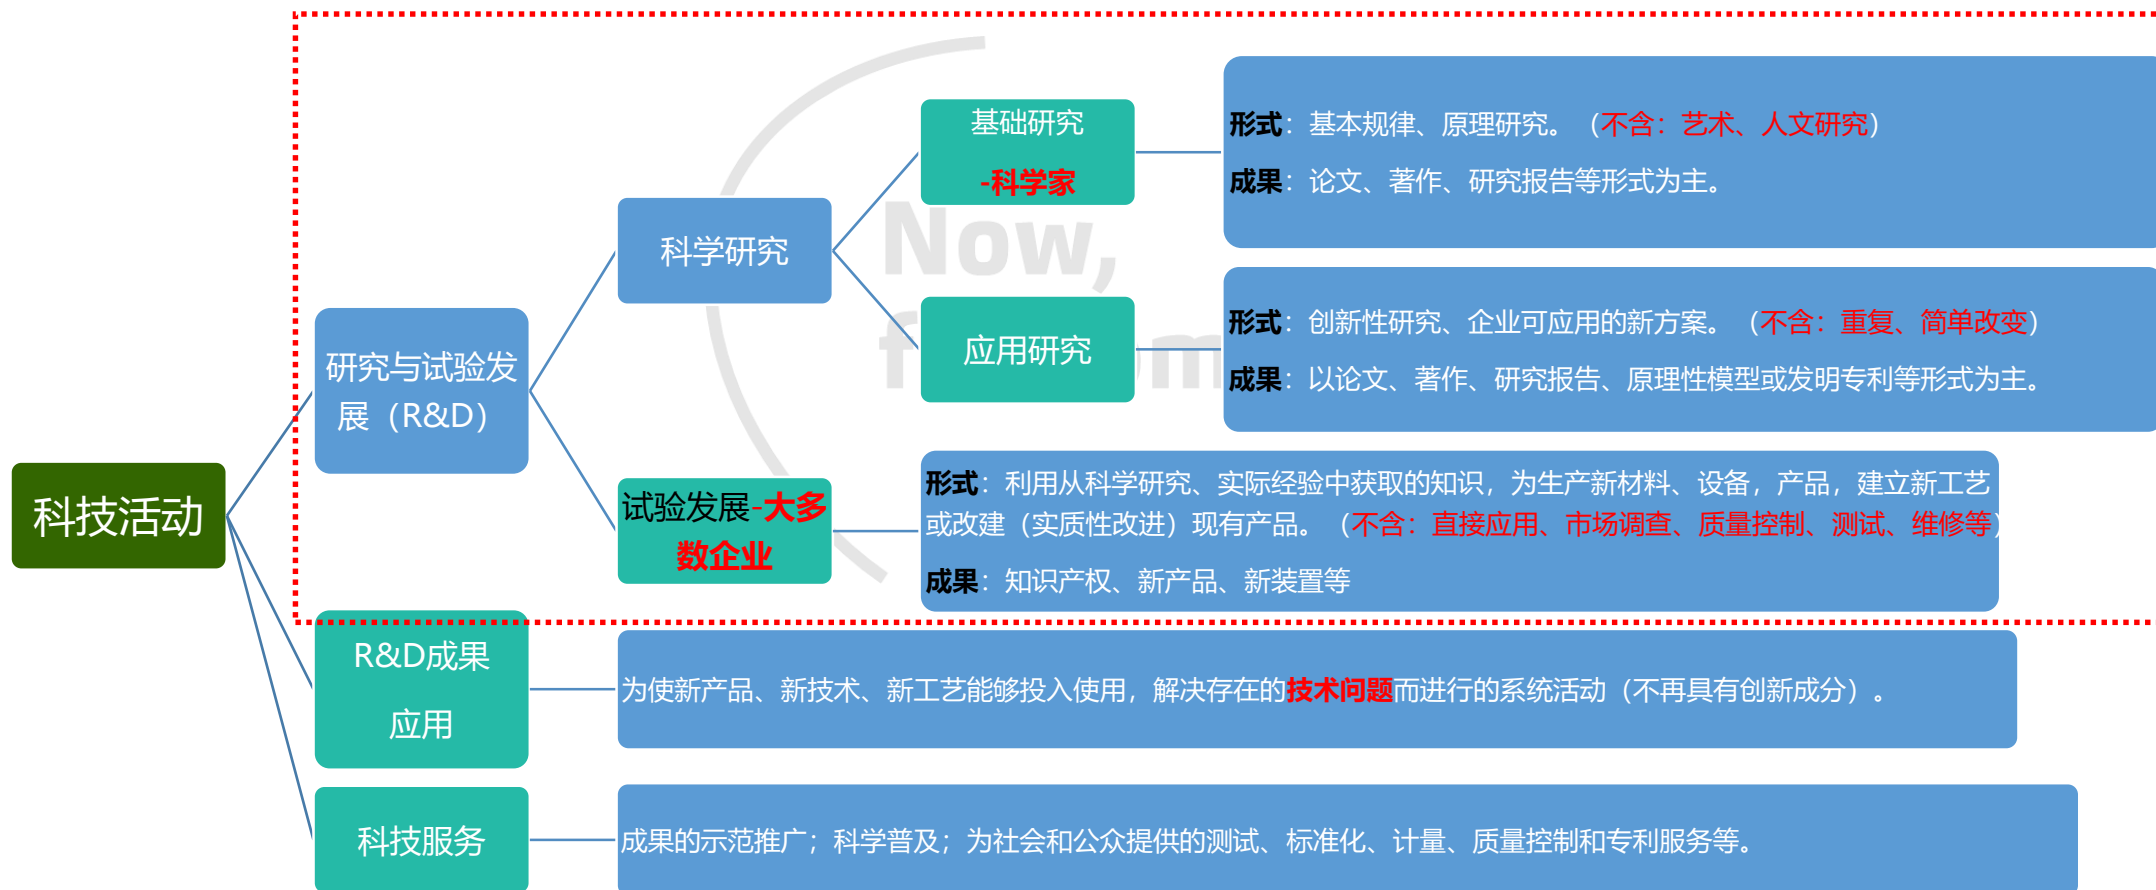 科技活动
研究与试验发
展（R&D）
科学研究
基础研究
-科学家
形式：基本规律、原理研究。（不含：艺术、人文研究）
成果：论文、著作、研究报告等形式为主。
应用研究
形式：创新性研究、企业可应用的新方案。（不含：重复、简单改变）
成果：以论文、著作、研究报告、原理性模型或发明专利等形式为主。
试验发展-大多
数企业
形式：利用从科学研究、实际经验中获取的知识，为生产新材料、设备，产品，建立新工艺
或改建（实质性改进）现有产品。（不含：直接应用、市场调查、质量控制、测试、维修等）
成果：知识产权、新产品、新装置等
R&D成果
应用
为使新产品、新技术、新工艺能够投入使用，解决存在的技术问题而进行的系统活动（不再具有创新成分）。
科技服务
成果的示范推广；科学普及；为社会和公众提供的测试、标准化、计量、质量控制和专利服务等。
Now,